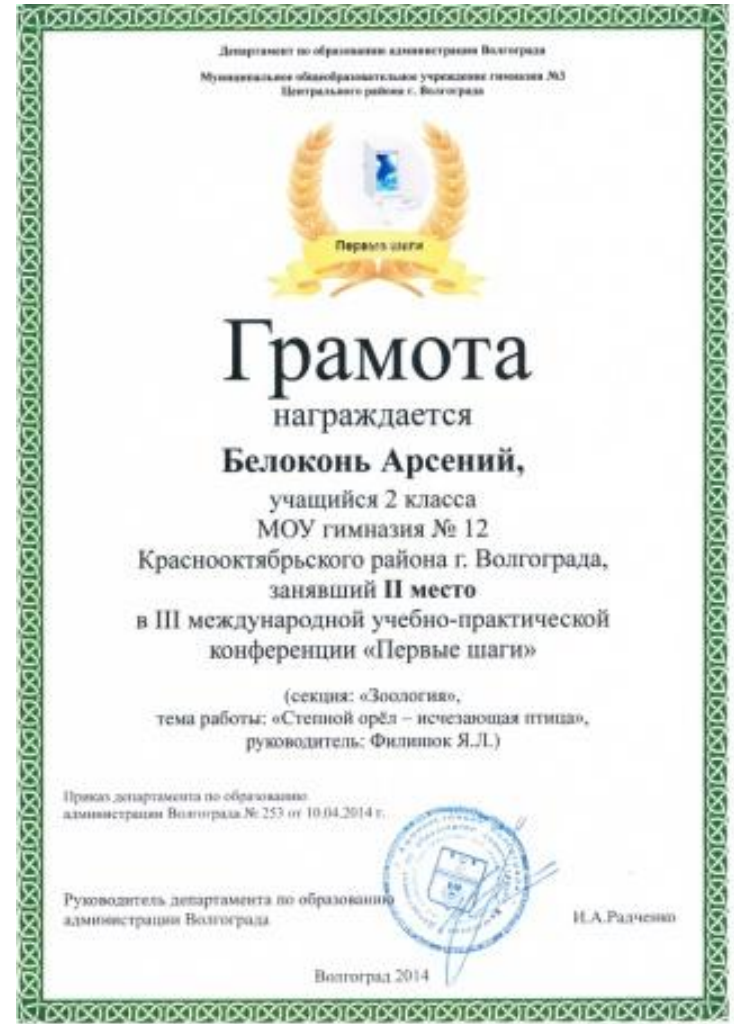 Департамент по образованию администрации Волгограда
Муниципальное общеобразовательное учреждение гимназия №3
Центрального района г. Волгограда
Первые шаги
Грамота
награждается
Белоконь Арсений,
учащийся 2 класса
МОУ гимназия № 12
Краснооктябрьского района г. Волгограда,
занявший II место
в III международной учебно-практической
конференции «Первые шаги»
(секция: «Зоология»,
тема работы: «Степной орёл – исчезающая птица»,
руководитель: Филинюк Я.Л.)
Приказ департамента по образованию
администрации Волгограда № 253 от 10.04.2014 г.
Руководитель департамента по образованию
администрации Волгограда
И.А.Радченко
Волгоград 2014